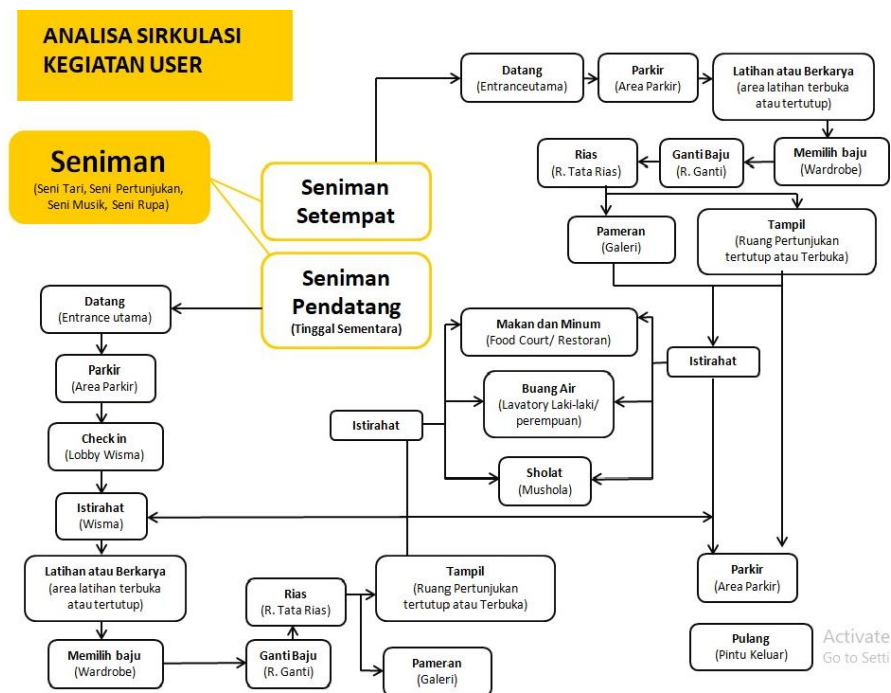 ANALISA SIRKULASI
KEGIATAN USER
Seniman
(Seni Tari, Seni Pertunjukan,
Seni Musik, Seni Rupa)
Seniman
Setempat
Datang
(Entranceutama)
Parkir
(Area Parkir)
Latihan atau Berkarya
(area latihan terbuka
atau tertutup)
Memilih baju
(Wardrobe)
Ganti Baju
(R. Ganti)
Rias
(R. Tata Rias)
Pameran
(Galeri)
Tampil
(Ruang Pertunjukan
tertutup atau Terbuka)
Istirahat
Makan dan Minum
(Food Court/ Restoran)
Buang Air
(Lavatory Laki-laki/
perempuan)
Sholat
(Mushola)
Parkir
(Area Parkir)
Pulang
(Pintu Keluar)
Seniman
Pendatang
(Tinggal Sementara)
Datang
(Entrance utama)
Parkir
(Area Parkir)
Check in
(Lobby Wisma)
Istirahat
(Wisma)
Latihan atau Berkarya
(area latihan terbuka
atau tertutup)
Memilih baju
(Wardrobe)
Ganti Baju
(R. Ganti)
Rias
(R. Tata Rias)
Tampil
(Ruang Pertunjukan
tertutup atau Terbuka)
Pameran
(Galeri)
Istirahat
Activate
Go to Setti